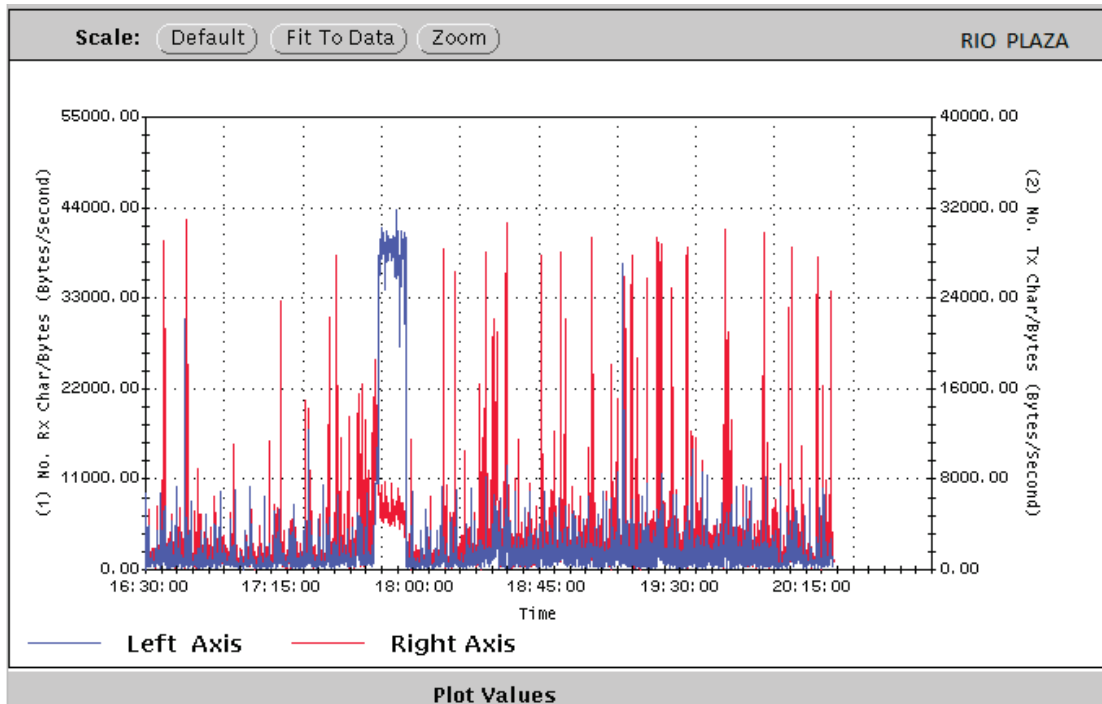 Scale: Default Fit To Data Zoom RIO PLAZA
55000.00 40000.00
44000.00 32000.00
33000.00 24000.00
22000.00 16000.00
11000.00 8000.00
0.00 0.00
(1) No. Rx Char/Bytes (Bytes/Second)
(2) No. Tx Char/Bytes (Bytes/Second)
16:30:00 17:15:00 18:00:00 18:45:00 19:30:00 20:15:00
Time
Left Axis Right Axis
Plot Values